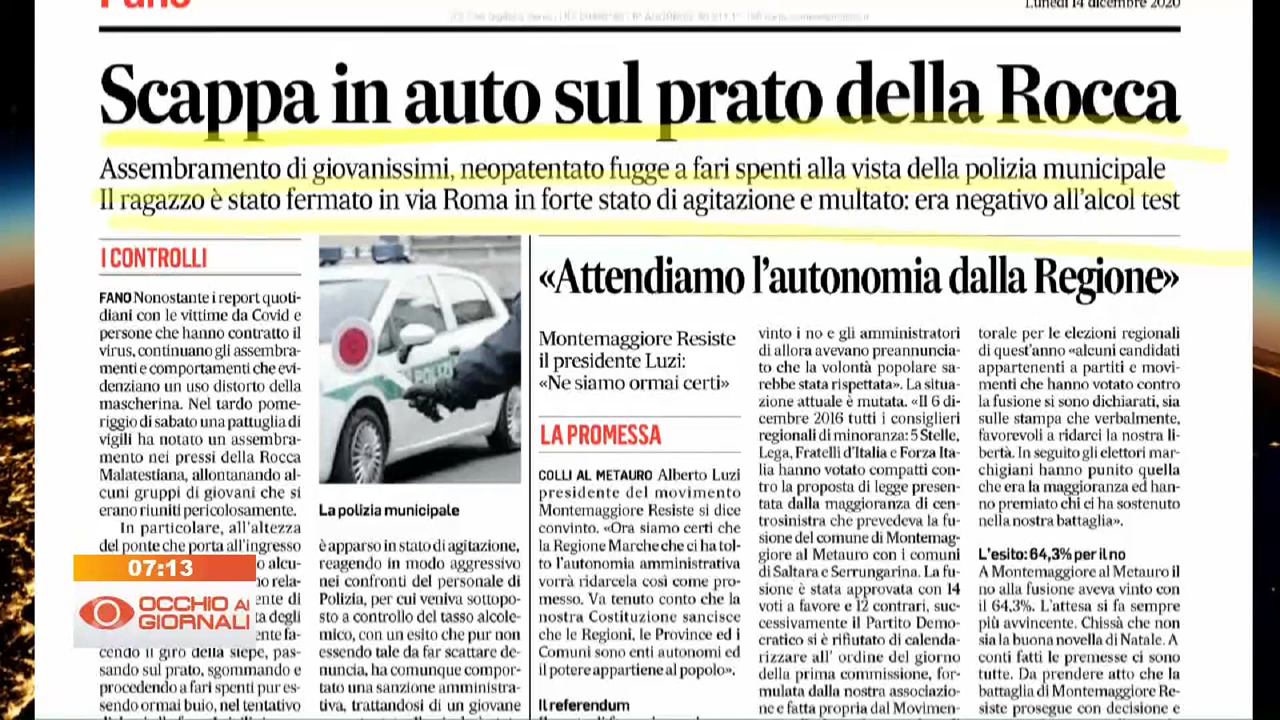 Fano
Lunedì 14 dicembre 2020
Scappa in auto sul prato della Rocca
Assembramento di giovanissimi, neopatentato fugge a fari spenti alla vista della polizia municipale
Il ragazzo è stato fermato in via Roma in forte stato di agitazione e multato: era negativo all'alcol test
I CONTROLLI
FANO Nonostante i report quoti-
diani con le vittime da Covid e
persone che hanno contratto il
virus, continuano gli assembra-
menti e comportamenti che evi-
denziano un uso distorto della
mascherina. Nel tardo pome-
riggio di sabato una pattuglia di
vigili ha notato un assembra-
mento nei pressi della Rocca
Malatestiana, allontanando al-
cuni gruppi di giovani che si
erano riuniti pericolosamente.
In particolare, all'altezza
del ponte che porta all'ingresso
cendo il giro della siepe, pas-
sando sul prato, sgommando e
procedendo a fari spenti pur es-
sendo ormai buio, nel tentativo
POLIZIA
La polizia municipale
è apparso in stato di agitazione,
reagendo in modo aggressivo
nei confronti del personale di
Polizia, per cui veniva sottopo-
sto a controllo del tasso alcole-
mico, con un esito che pur non
essendo tale da far scattare de-
nuncia, ha comunque compor-
tato una sanzione amministra-
tiva, trattandosi di un giovane
«Attendiamo l'autonomia dalla Regione»
Montemaggiore Resiste
il presidente Luzi:
«Ne siamo ormai certi»
LA PROMESSA
COLLI AL METAURO Alberto Luzi
presidente del movimento
Montemaggiore Resiste si dice
convinto. «Ora siamo certi che
la Regione Marche che ci ha tol-
to l'autonomia amministrativa
vorrà ridarcela così come pro-
messo. Va tenuto conto che la
nostra Costituzione sancisce
che le Regioni, le Province ed i
Comuni sono enti autonomi ed
il potere appartiene al popolo».
Il referendum
vinto i no e gli amministratori
di allora avevano preannuncia-
to che la volontà popolare sa-
rebbe stata rispettata». La situa-
zione attuale è mutata. «Il 6 di-
cembre 2016 tutti i consiglieri
regionali di minoranza: 5 Stelle,
Lega, Fratelli d'Italia e Forza Ita-
lia hanno votato compatti con-
tro la proposta di legge presen-
tata dalla maggioranza di cen-
trosinistra che prevedeva la fu-
sione del comune di Montemag-
giore al Metauro con i comuni
di Saltara e Serrungarina. La fu-
sione è stata approvata con 14
voti a favore e 12 contrari, suc-
cessivamente il Partito Demo-
cratico si è rifiutato di calenda-
rizzare all' ordine del giorno
della prima commissione, for-
mulata dalla nostra associazio-
ne e fatta propria dal Movimen-
torale per le elezioni regionali
di quest'anno «alcuni candidati
appartenenti a partiti e movi-
menti che hanno votato contro
la fusione si sono dichiarati, sia
sulle stampa che verbalmente,
favorevoli a ridarci la nostra li-
bertà. In seguito gli elettori mar-
chigiani hanno punito quella
che era la maggioranza ed han-
no premiato chi ci ha sostenuto
nella nostra battaglia».
L'esito: 64,3% per il no
A Montemaggiore al Metauro il
no alla fusione aveva vinto con
il 64,3%. L'attesa si fa sempre
più avvincente. Chissà che non
sia la buona novella di Natale. A
conti fatti le premesse ci sono
tutte. Da prendere atto che la
battaglia di Montemaggiore Re-
siste prosegue con decisione e
07:13
OCCHIO AI
GIORNALI